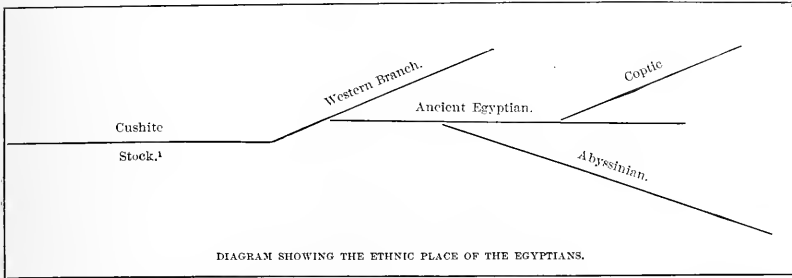 Cushite
Stock.¹
Western Branch.
Ancient Egyptian.
Coptic
Abyssinian.
DIAGRAM SHOWING THE ETHNIC PLACE OF THE EGYPTIANS.